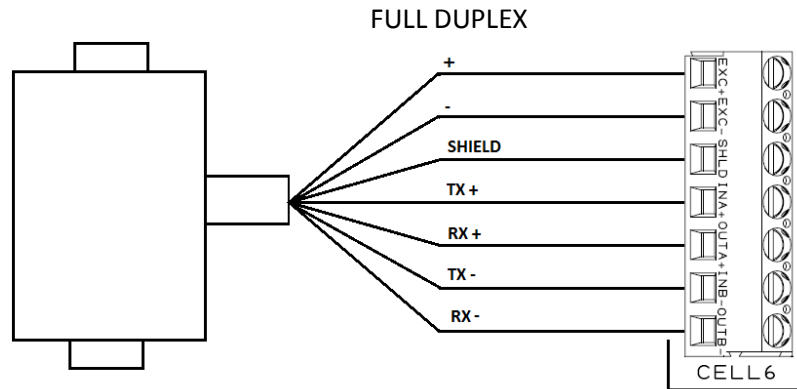 FULL DUPLEX
+
-
SHIELD
TX +
RX +
TX -
RX -
EXC+
EXC-
SHLD
INA+
OUTA+
INB-
OUTB-
CELL6